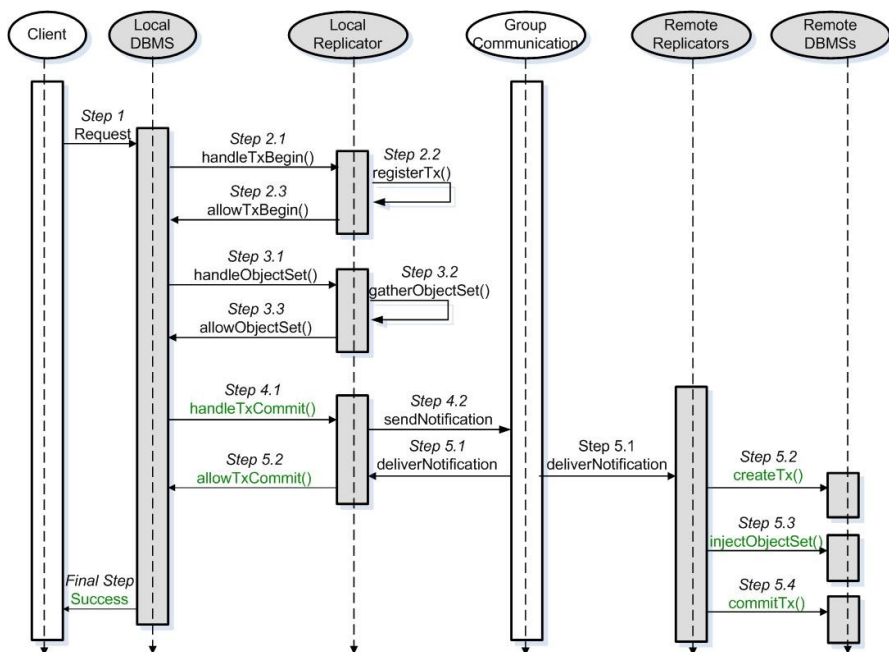 Client
Local
DBMS
Local
Replicator
Group
Communication
Remote
Replicators
Remote
DBMSs
Step 1
Request
Step 2.1
handleTxBegin()
Step 2.2
registerTx()
Step 2.3
allowTxBegin()
Step 3.1
handleObjectSet()
Step 3.2
gatherObjectSet()
Step 3.3
allowObjectSet()
Step 4.1
handleTxCommit()
Step 4.2
sendNotification
Step 5.1
deliverNotification
Step 5.1
deliverNotification
Step 5.2
allowTxCommit()
Step 5.2
createTx()
Step 5.3
injectObjectSet()
Step 5.4
commitTx()
Final Step
Success